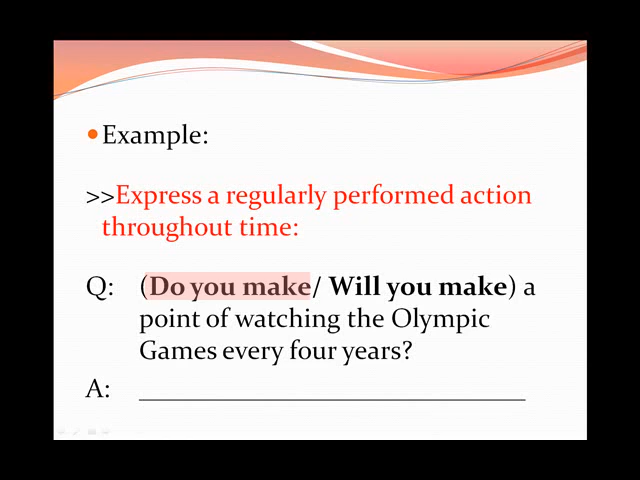 Example:
>>Express a regularly performed action
throughout time:
Q: (Do you make/ Will you make) a
point of watching the Olympic
Games every four years?
A: ______________________________